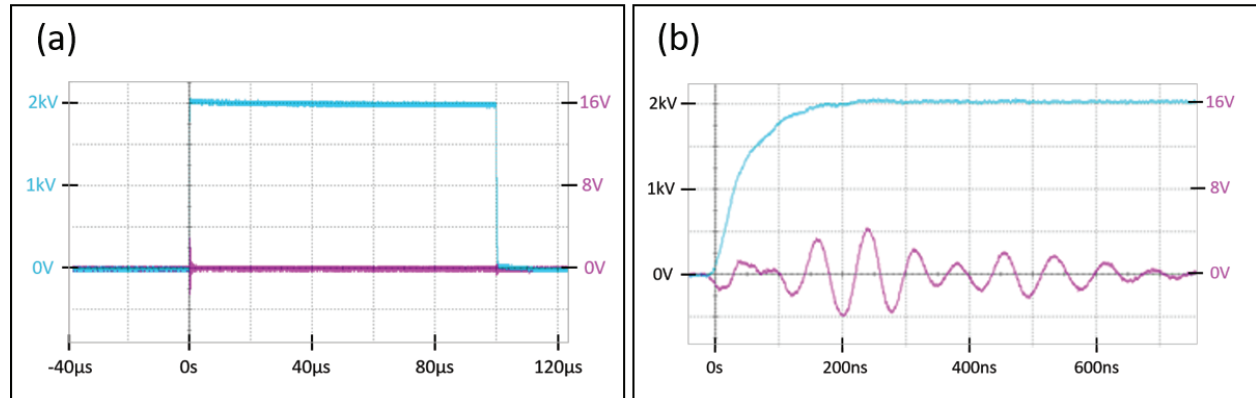 (a)
2kV
16V
1kV
8V
0V
0V
-40µs
0s
40µs
80µs
120µs
(b)
2kV
16V
1kV
8V
0V
0V
0s
200ns
400ns
600ns